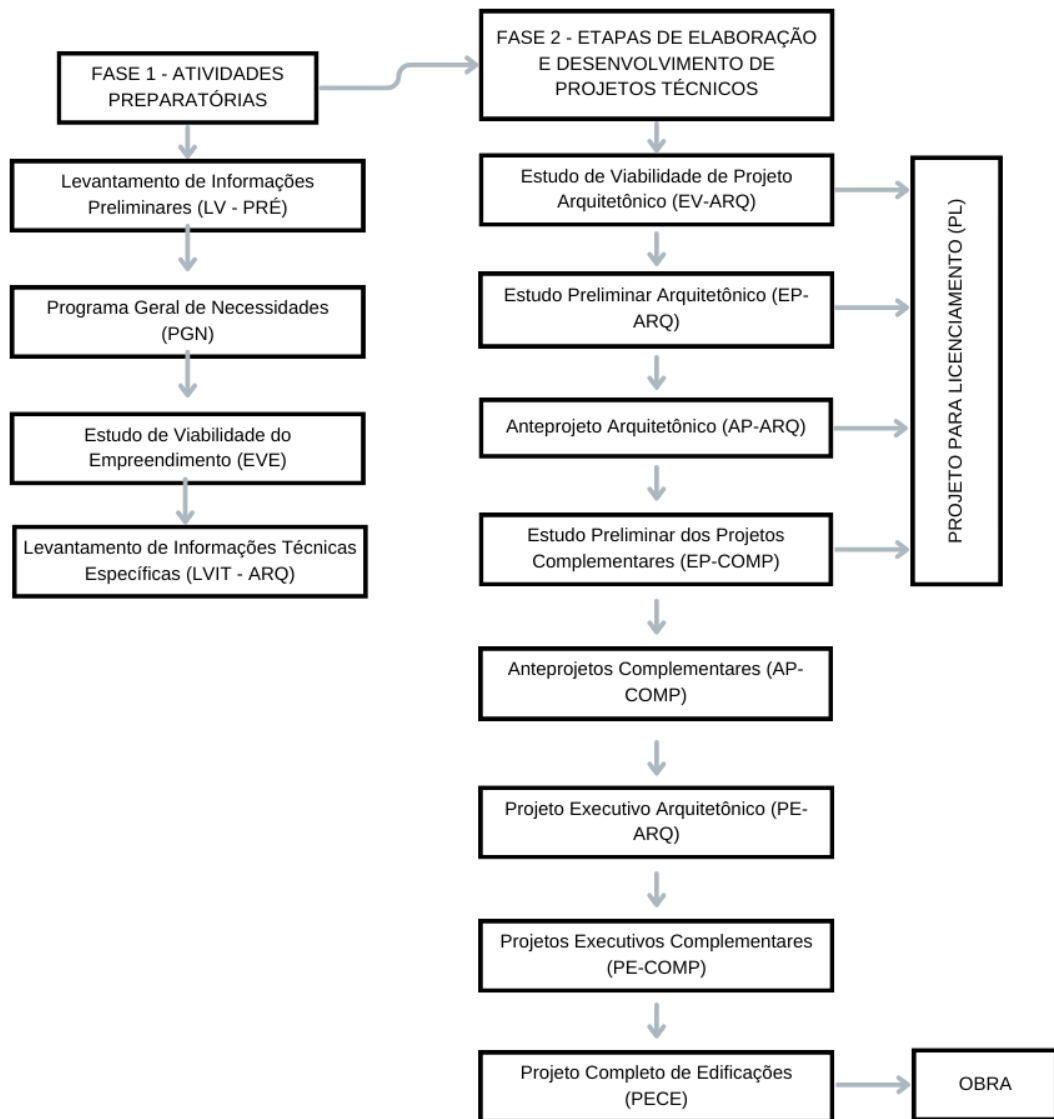 FASE 1 - ATIVIDADES
PREPARATÓRIAS
Levantamento de Informações
Preliminares (LV - PRÉ)
Programa Geral de Necessidades
(PGN)
Estudo de Viabilidade do
Empreendimento (EVE)
Levantamento de Informações Técnicas
Específicas (LVIT - ARQ)
FASE 2 - ETAPAS DE ELABORAÇÃO
E DESENVOLVIMENTO DE
PROJETOS TÉCNICOS
Estudo de Viabilidade de Projeto
Arquitetônico (EV-ARQ)
Estudo Preliminar Arquitetônico (EP-
ARQ)
Anteprojeto Arquitetônico (AP-ARQ)
Estudo Preliminar dos Projetos
Complementares (EP-COMP)
Anteprojetos Complementares (AP-
COMP)
Projeto Executivo Arquitetônico (PE-
ARQ)
Projetos Executivos Complementares
(PE-COMP)
Projeto Completo de Edificações
(PECE)
PROJETO PARA LICENCIAMENTO (PL)
OBRA